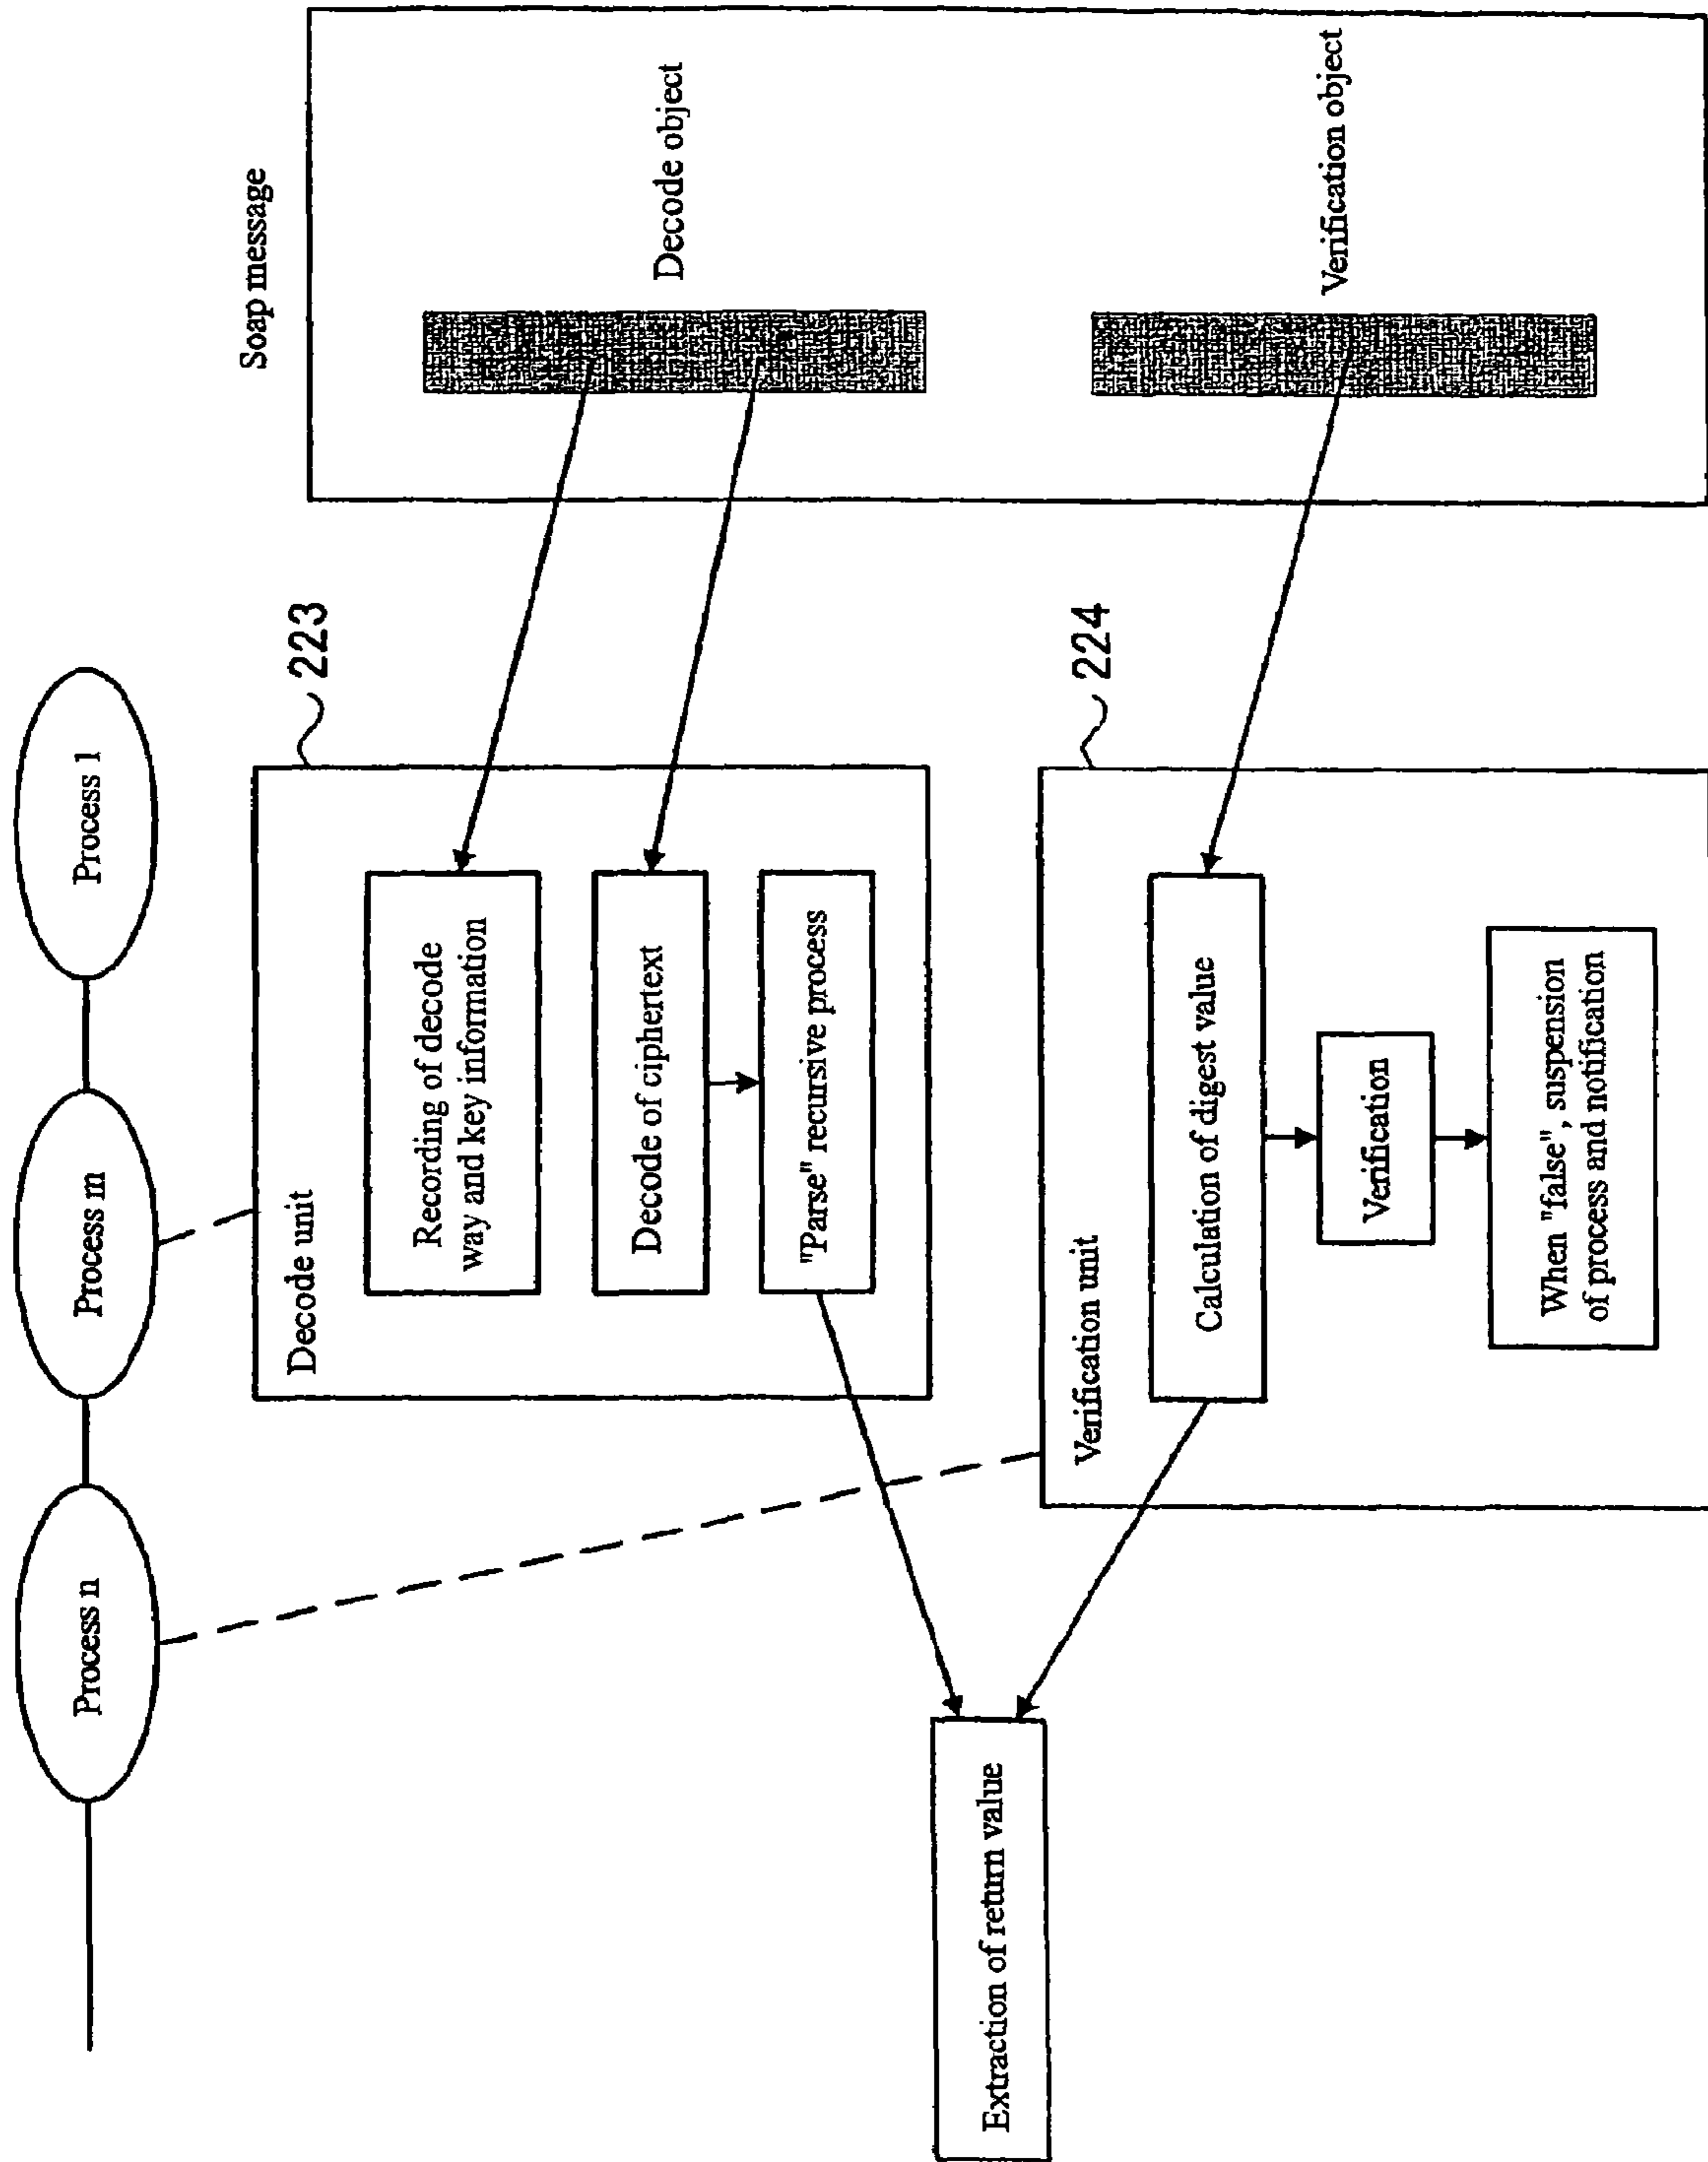 Process n
Process m
Process 1
Soap message
Decode unit
223
Recording of decode
way and key information
Decode of ciphertext
"Parse" recursive process
Decode object
Extraction of return value
Verification unit
224
Calculation of digest value
Verification
When "false", suspension
of process and notification
Verification object